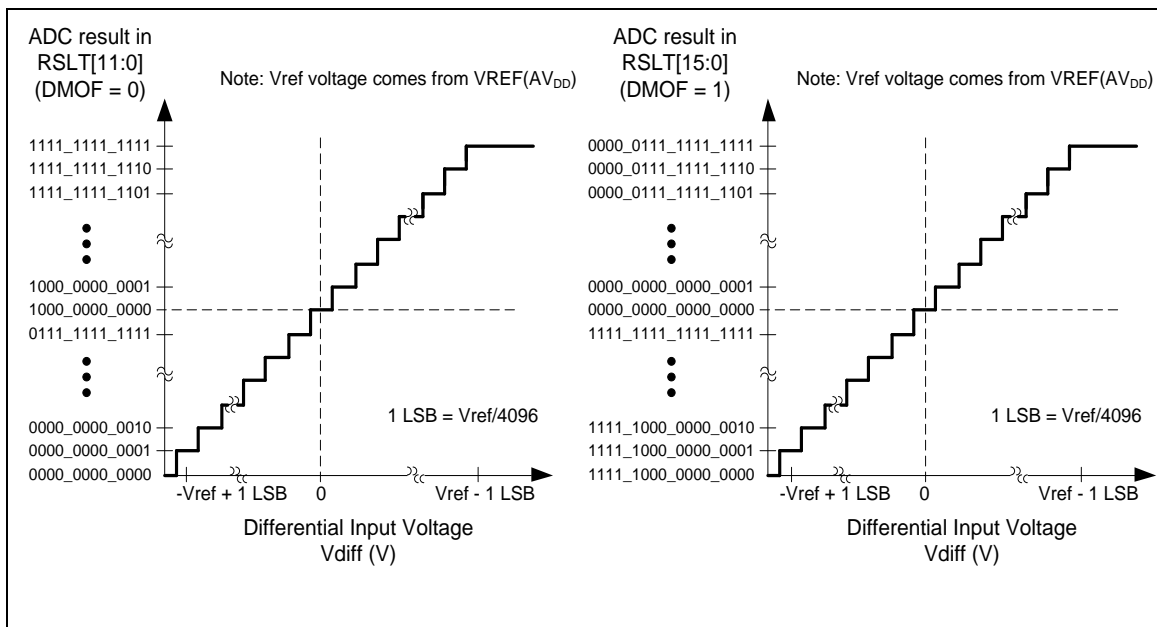 ADC result in
RSLT[11:0]
(DMOF = 0)
Note: Vref voltage comes from VREF(AVDD)
1111_1111_1111
1111_1111_1110
1111_1111_1101
1000_0000_0001
1000_0000_0000
0111_1111_1111
1 LSB = Vref/4096
0000_0000_0010
0000_0000_0001
0000_0000_0000
-Vref + 1 LSB
0
Vref - 1 LSB
Differential Input Voltage
Vdiff (V)
ADC result in
RSLT[15:0]
(DMOF = 1)
Note: Vref voltage comes from VREF(AVDD)
0000_0111_1111_1111
0000_0111_1111_1110
0000_0111_1111_1101
0000_0000_0000_0001
0000_0000_0000_0000
1111_1111_1111_1111
1 LSB = Vref/4096
1111_1000_0000_0010
1111_1000_0000_0001
1111_1000_0000_0000
-Vref + 1 LSB
0
Vref - 1 LSB
Differential Input Voltage
Vdiff (V)